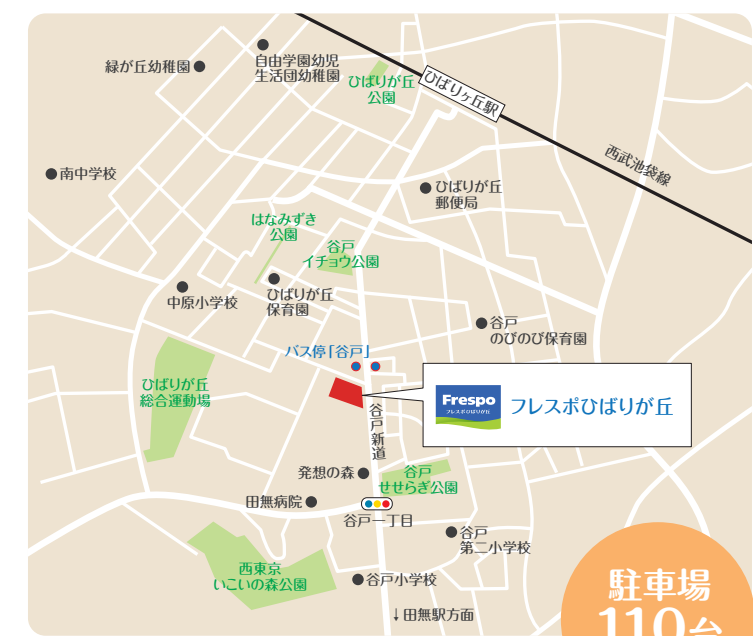 緑が丘幼稚園
自由学園幼児
生活団幼稚園
ひばりが丘
公園
ひばりヶ丘駅
西武池袋線
南中学校
ひばりが丘
郵便局
はなみずき
公園
谷戸
イチョウ公園
中原小学校
ひばりが丘
保育園
谷戸
のびのび保育園
バス停「谷戸」
ひばりが丘
総合運動場
Frespo
フレスポひばりが丘
フレスポひばりが丘
谷戸新道
発想の森
谷戸
せせらぎ公園
田無病院
谷戸一丁目
谷戸
第二小学校
西東京
いこいの森公園
谷戸小学校
↓田無駅方面
駐車場
110台